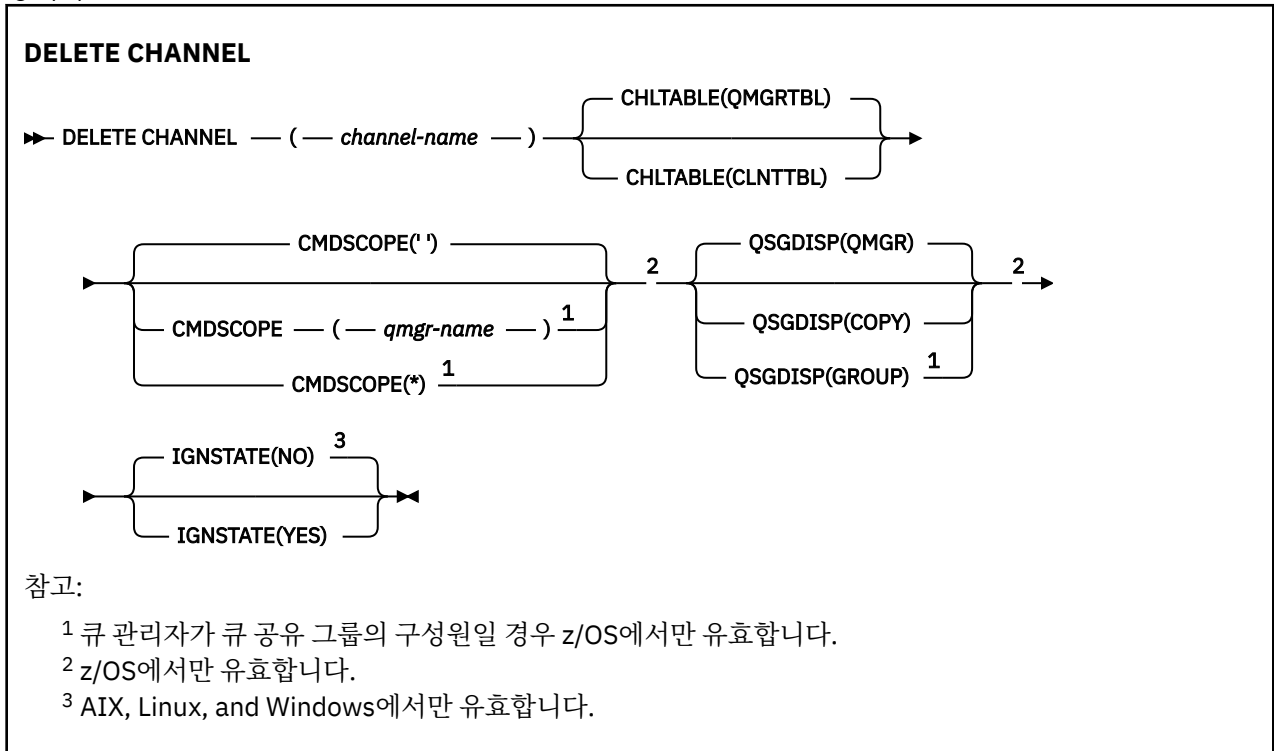 DELETE CHANNEL
CHLTABLE(QMGRTBL)
DELETE CHANNEL ( channel-name )
CHLTABLE(CLNTTBL)
CMDSCOPE(' ') QSGDISP(QMGR)
2 2
CMDSCOPE ( qmgr-name ) 1 QSGDISP(COPY)
CMDSCOPE(*) 1 QSGDISP(GROUP) 1
IGNSTATE(NO) 3
IGNSTATE(YES)
참고:
1 큐 관리자가 큐 공유 그룹의 구성원일 경우 z/OS에서만 유효합니다.
2 z/OS에서만 유효합니다.
3 AIX, Linux, and Windows에서만 유효합니다.